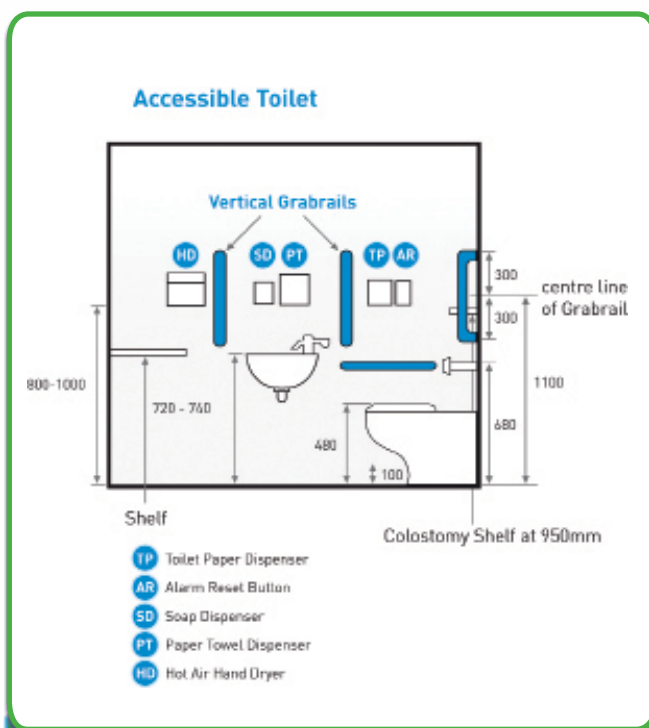 Accessible Toilet
Vertical Grabrails
HD
SD
PT
TP
AR
300
centre line
of Grabrail
300
800-1000
720 - 740
1100
480
680
100
Shelf
Colostomy Shelf at 950mm
TP Toilet Paper Dispenser
AR Alarm Reset Button
SD Soap Dispenser
PT Paper Towel Dispenser
HD Hot Air Hand Dryer